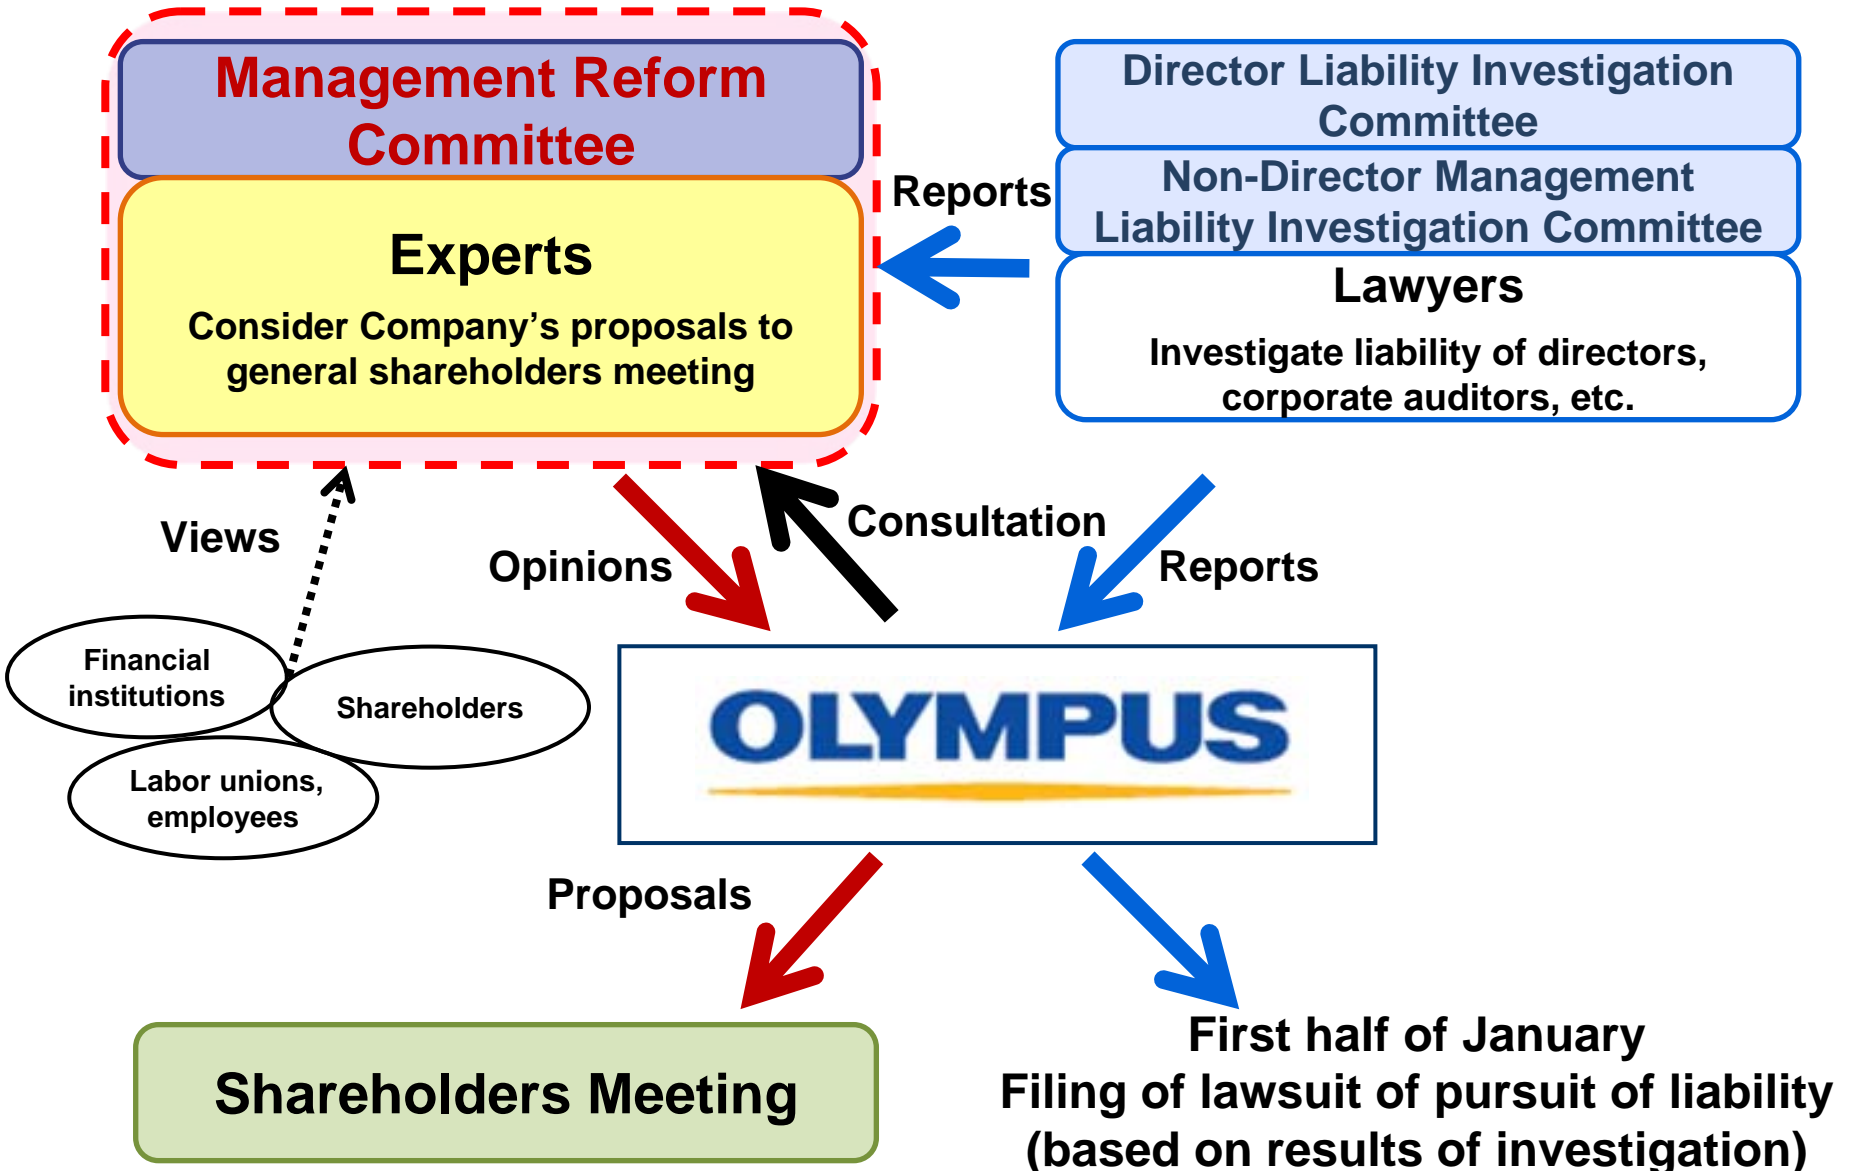 Management Reform
Committee
Experts
Consider Company’s proposals to
general shareholders meeting
Reports
Director Liability Investigation
Committee
Non-Director Management
Liability Investigation Committee
Lawyers
Investigate liability of directors,
corporate auditors, etc.
Views
Opinions
Consultation
Reports
Financial
institutions
Shareholders
Labor unions,
employees
OLYMPUS
Proposals
Shareholders Meeting
First half of January
Filing of lawsuit of pursuit of liability
(based on results of investigation)